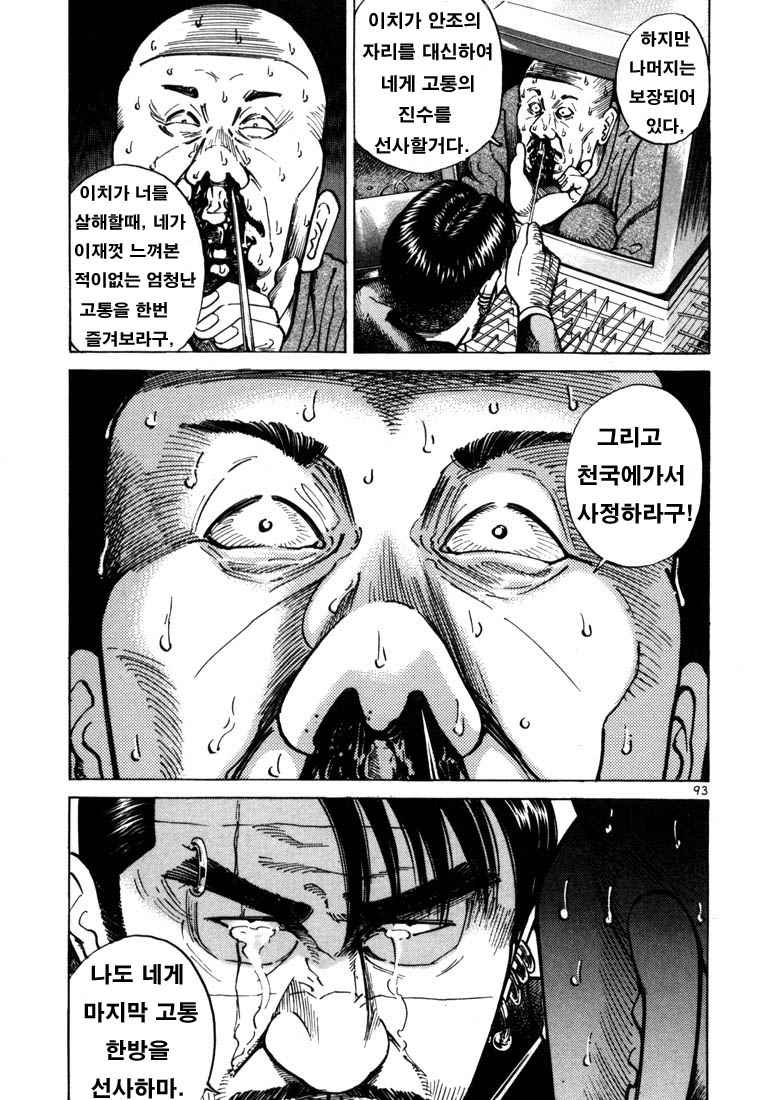 하지만
나머지는
보장되어
있다,
이치가 안조의
자리를 대신하여
네게 고통의
진수를
선사할거다.
이치가 너를
살해할때, 네가
이재껏 느껴본
적이없는 엄청난
고통을 한번
즐겨보라구,
그리고
천국에가서
사정하라구!
93
나도 네게
마지막 고통
한방을
선사하마.